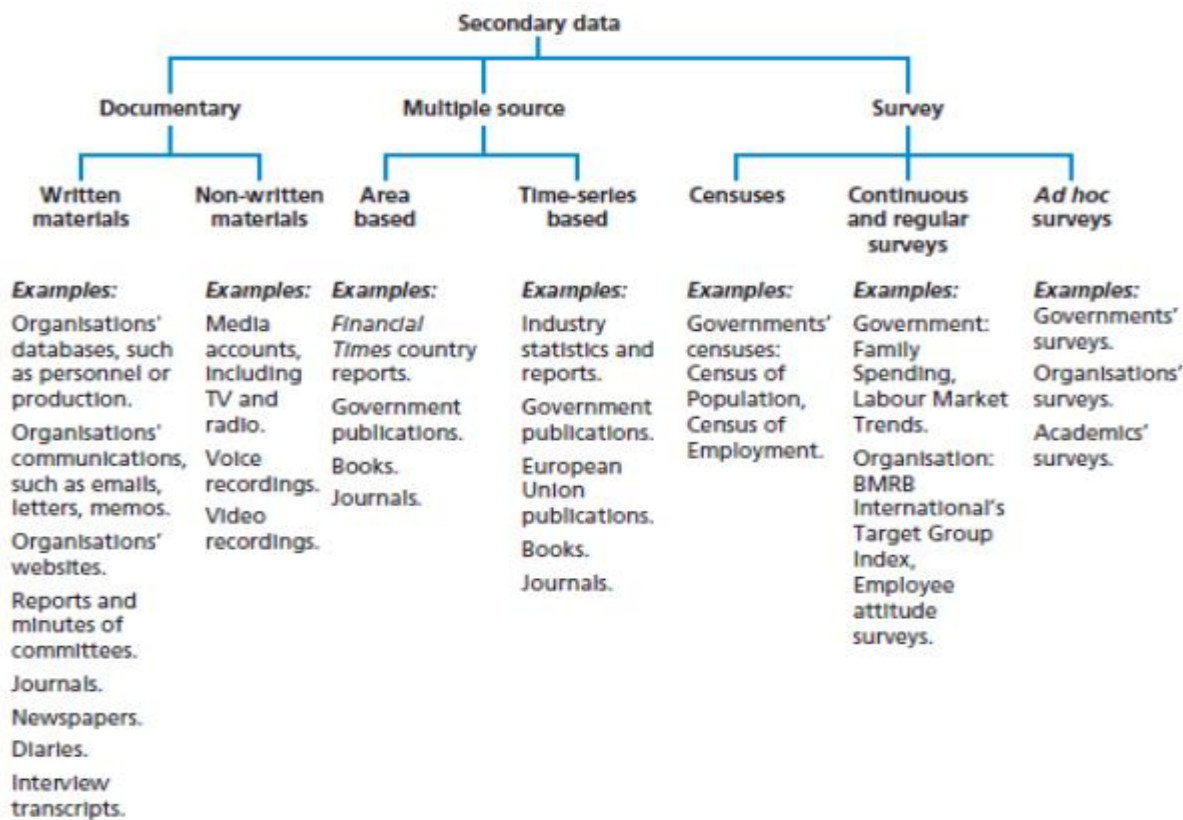 Secondary data
Documentary
Multiple source
Survey
Written
materials
Non-written
materials
Area
based
Time-series
based
Censuses
Continuous
and regular
surveys
Ad hoc
surveys
Examples:
Organisations'
databases, such
as personnel or
production.
Organisations'
communications,
such as emails,
letters, memos.
Organisations'
websites.
Reports and
minutes of
committees.
Journals.
Newspapers.
Diaries.
Interview
transcripts.
Examples:
Media
accounts,
including
TV and
radio.
Voice
recordings.
Video
recordings.
Examples:
Financial
Times country
reports.
Government
publications.
Books.
Journals.
Examples:
Industry
statistics and
reports.
Government
publications.
European
Union
publications.
Books.
Journals.
Examples:
Governments'
censuses:
Census of
Population,
Census of
Employment.
Examples:
Government:
Family
Spending,
Labour Market
Trends.
Organisation:
BMRB
International's
Target Group
Index,
Employee
attitude
surveys.
Examples:
Governments'
surveys.
Organisations'
surveys.
Academics'
surveys.